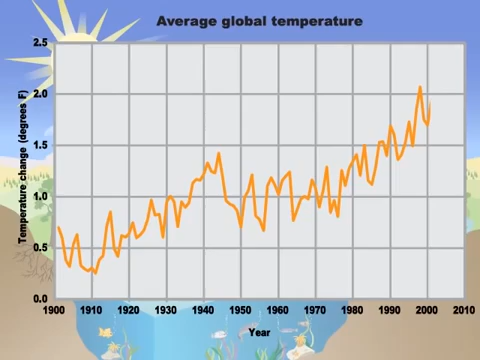 Average global temperature
2.5
2.0
1.5
1.0
0.5
0.0
Temperature change (degrees F)
1900 1910 1920 1930 1940 1950 1960 1970 1980 1990 2000 2010
Year